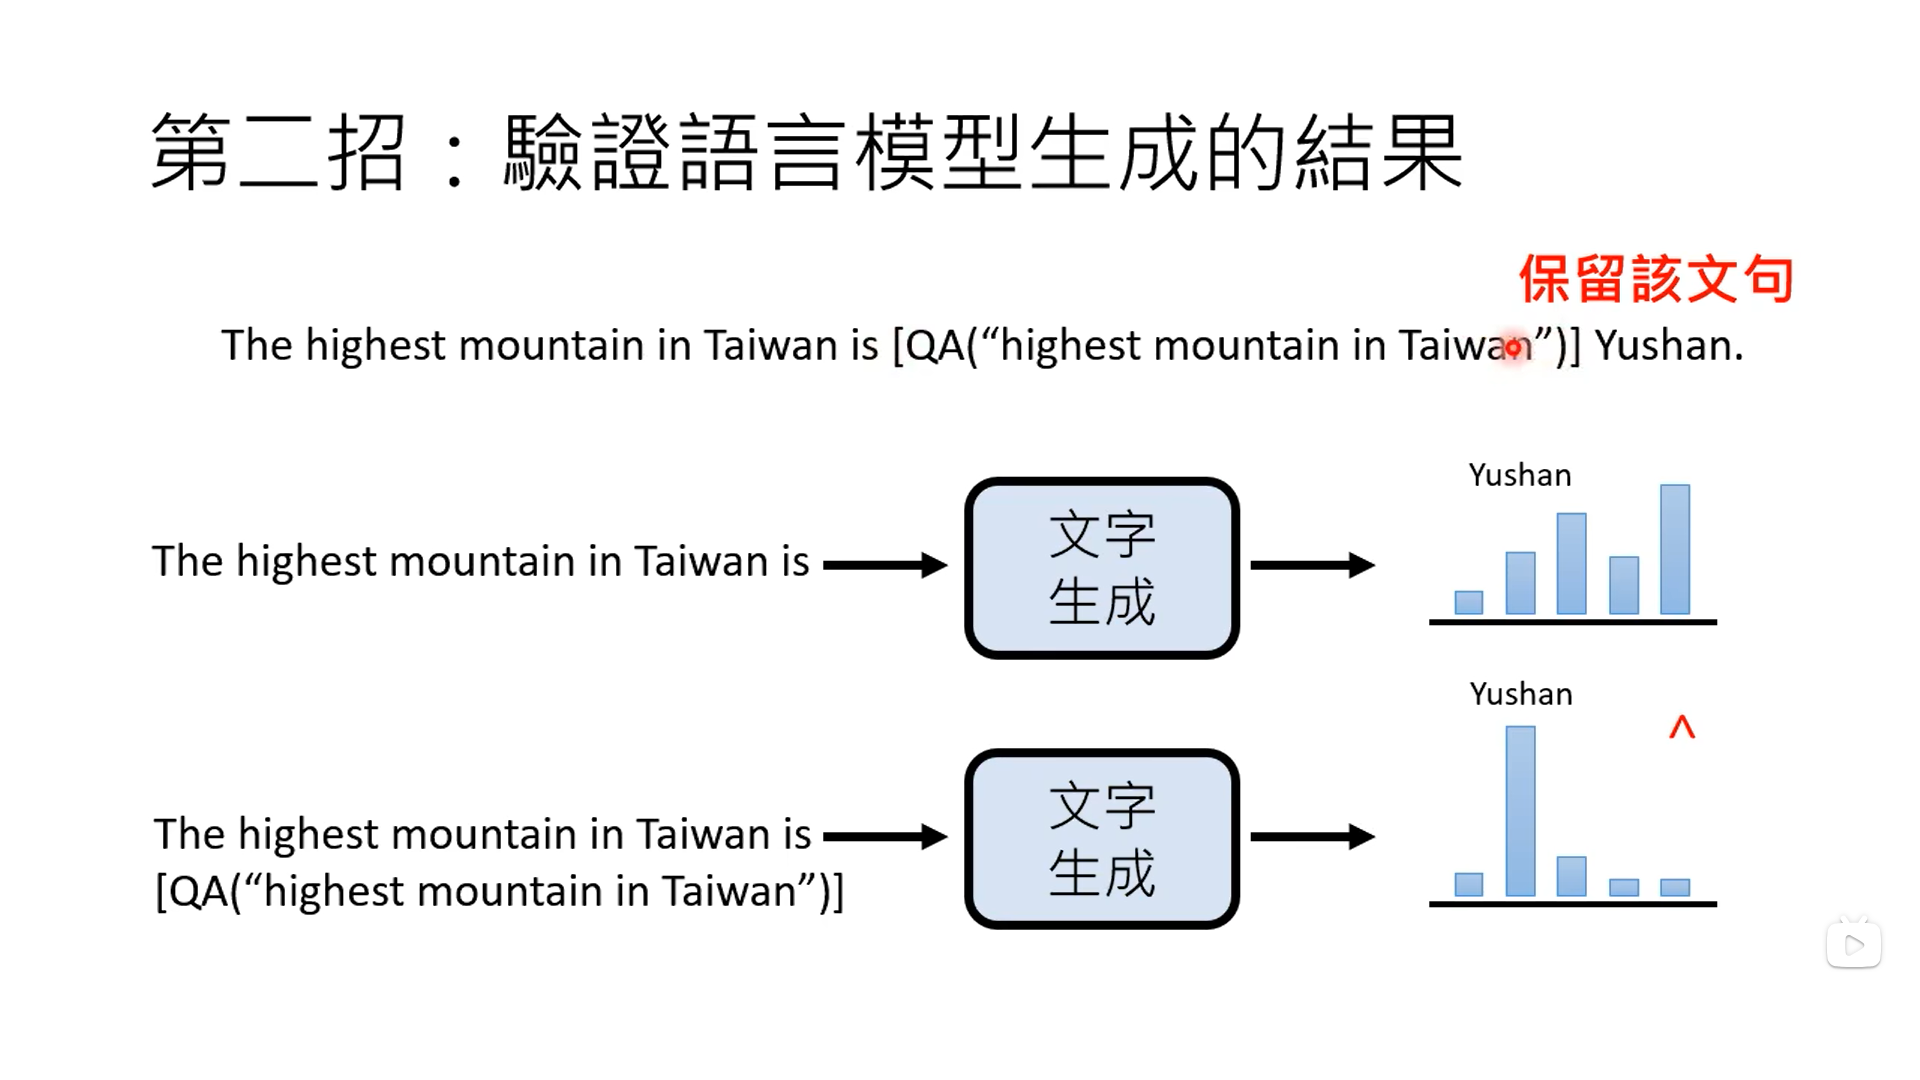 第二招：驗證語言模型生成的結果
保留該文句
The highest mountain in Taiwan is [QA(“highest mountain in Taiwan”)] Yushan.
Yushan
The highest mountain in Taiwan is
文字
生成
Yushan
^
The highest mountain in Taiwan is
[QA(“highest mountain in Taiwan”)]
文字
生成